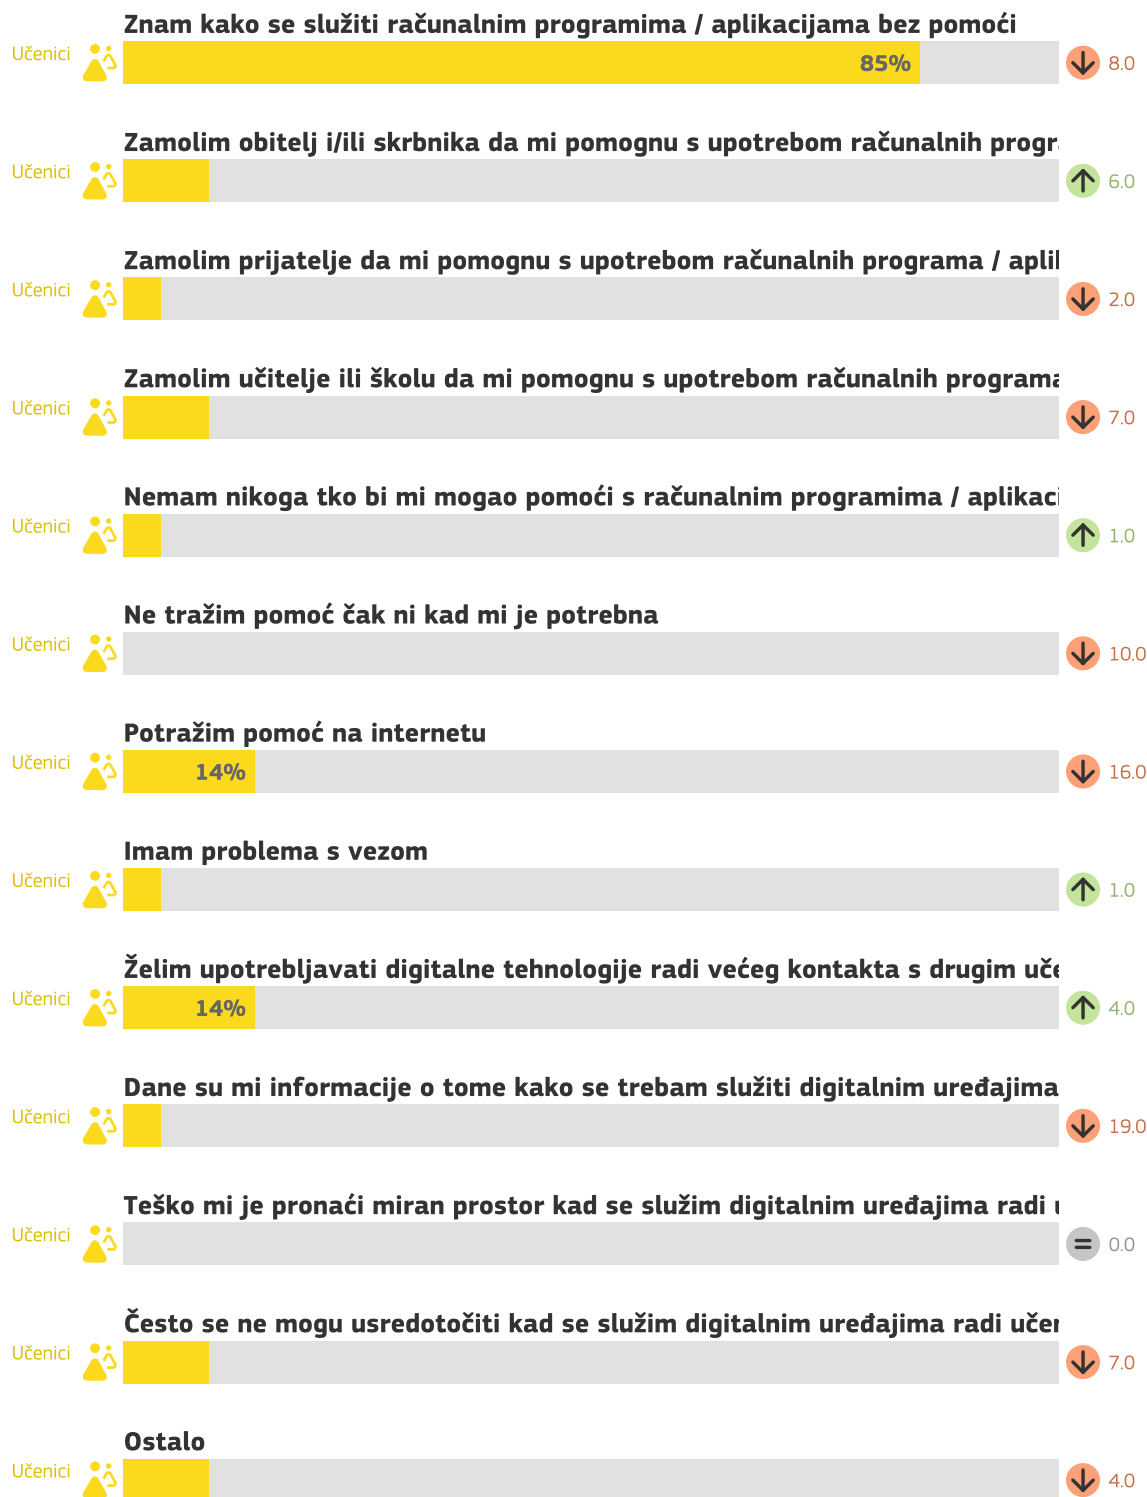 Znam kako se služiti računalnim programima / aplikacijama bez pomoći
Učenici 85% 8.0
Zamolim obitelj i/ili skrbnika da mi pomognu s upotrebom računalnih progr
Učenici 6.0
Zamolim prijatelje da mi pomognu s upotrebom računalnih programa /
Učenici 2.0
Zamolim učitelje ili školu da mi pomognu s upotrebom računalnih programa
Učenici 7.0
Nemam nikoga tko bi mi mogao pomoći s računalnim programima / aplikaci
Učenici 1.0
Ne tražim pomoć čak ni kad mi je potrebna
Učenici 10.0
Potražim pomoć na internetu
Učenici 14% 16.0
Imam problema s vezom
Učenici 1.0
Želim upotrebljavati digitalne tehnologije radi većeg kontakta s drugim uče
Učenici 14% 4.0
Dane su mi informacije o tome kako se trebam služiti digitalnim uređajima
Učenici 19.0
Teško mi je pronaći miran prostor kad se služim digitalnim uređajima radi
Učenici = 0.0
Često se ne mogu usredotočiti kad se služim digitalnim uređajima radi
Učenici 7.0
Ostalo
Učenici 4.0